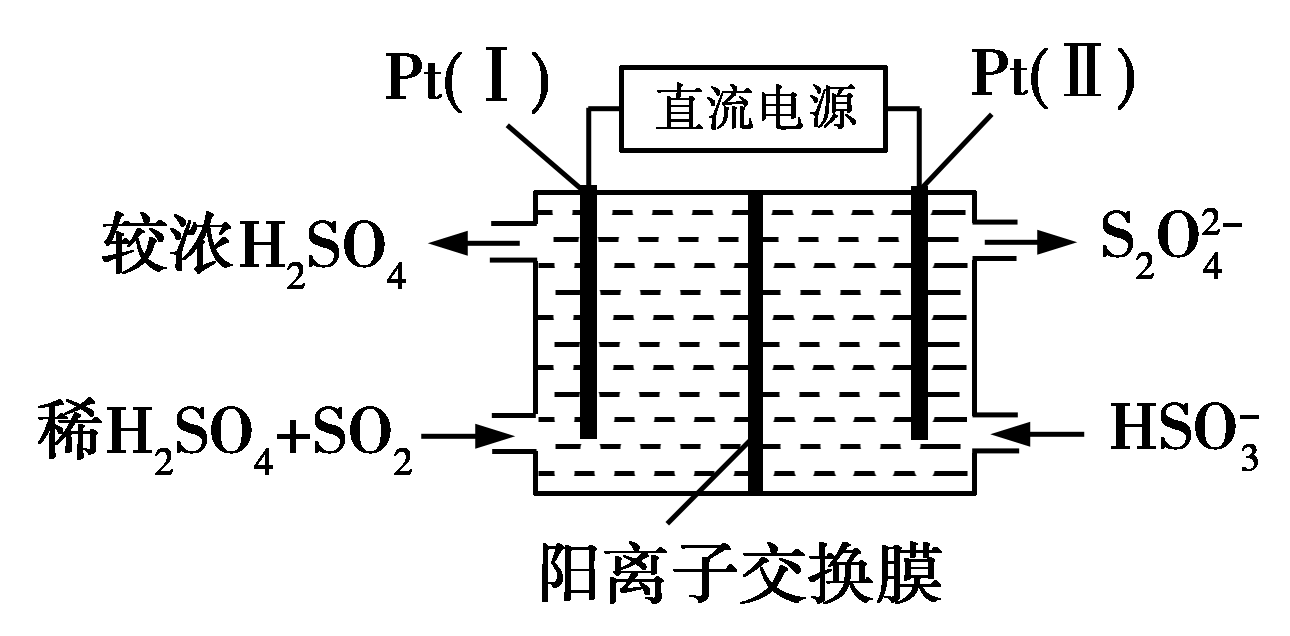 Pt(Ⅰ)
直流电源
Pt(Ⅱ)
较浓H₂SO₄
S₂O₄²⁻
稀H₂SO₄+SO₂
HSO₃⁻
阳离子交换膜